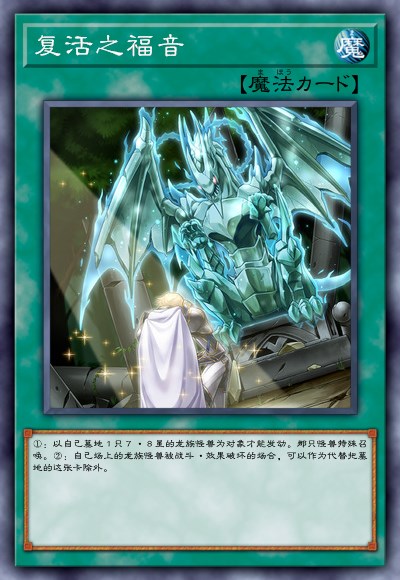 复活之福音
魔
【魔法カード】
ま ほう
①：以自己墓地１只７·８星的龙族怪兽为对象才能发动。那只怪兽特殊召
唤。②：自己场上的龙族怪兽被战斗·效果破坏的场合，可以作为代替把墓
地的这张卡除外。